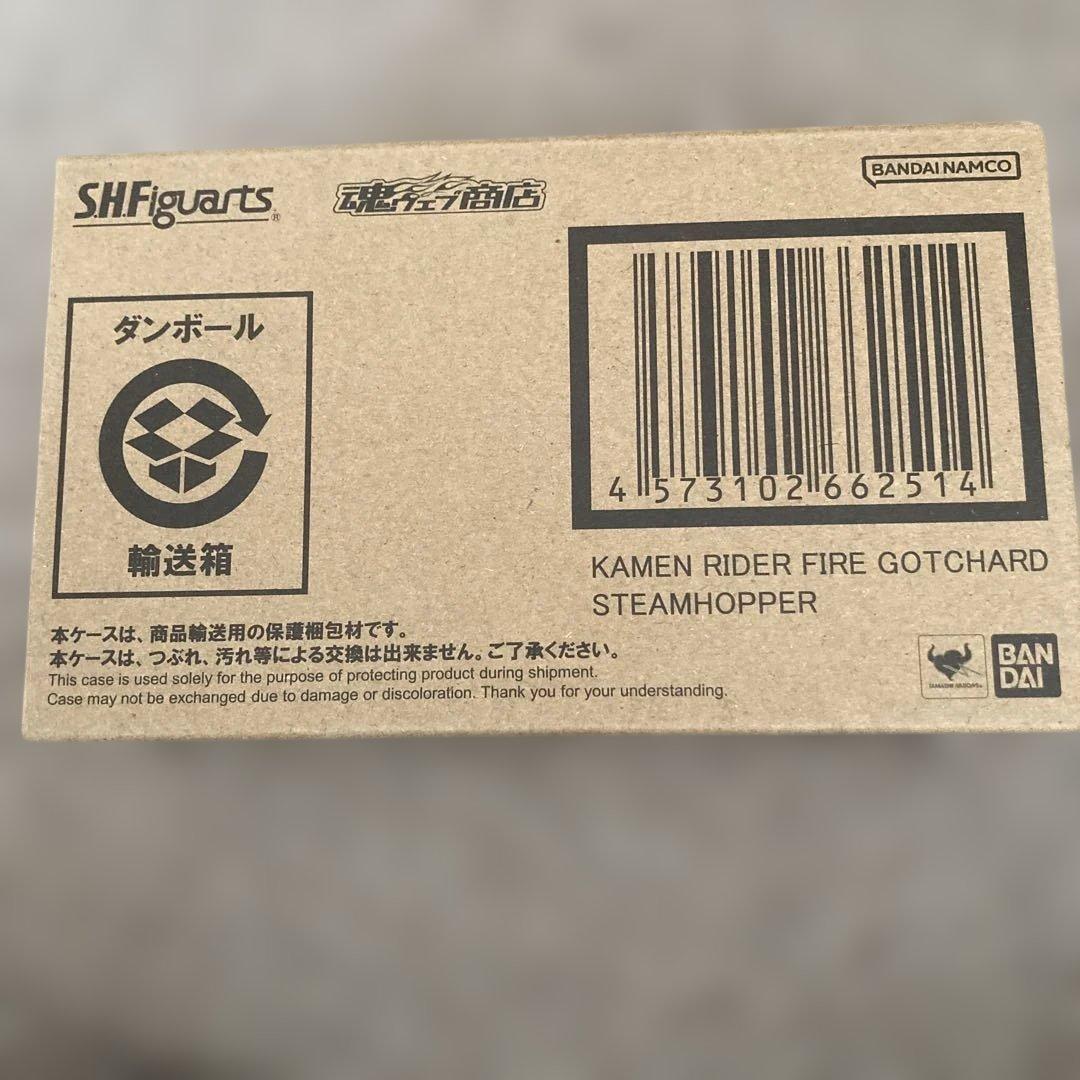 S.H.Figuarts®
魂ウェブ商店
BANDAI NAMCO
ダンボール
輸送箱
4 573102 662514
KAMEN RIDER FIRE GOTCHARD
STEAMHOPPER
本ケースは、商品輸送用の保護梱包材です。
本ケースは、つぶれ、汚れ等による交換は出来ません。ご了承ください。
This case is used solely for the purpose of protecting product during shipment.
Case may not be exchanged due to damage or discoloration. Thank you for your understanding.
TAMASHII NATIONS
BAN
DAI